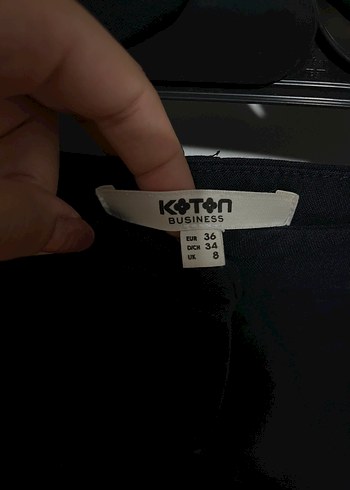 KOTON
BUSINESS
EUR 36
D/CH 34
UK 8